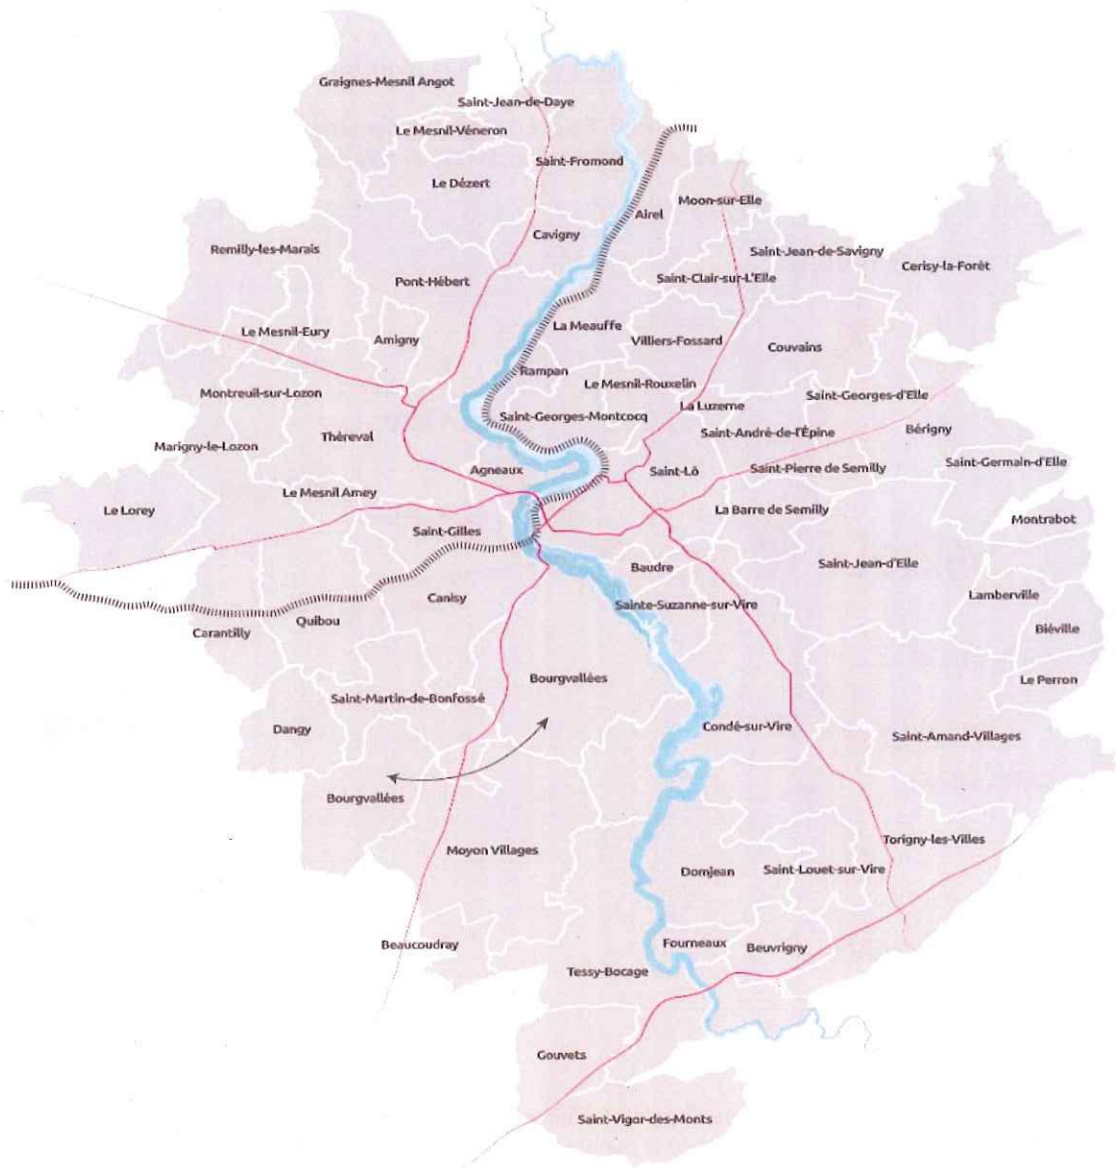 Graignes-Mesnil Angot
Saint-Jean-de-Daye
Le Mesnil-Véneron
Saint-Fromond
Le Dézert
Moon-sur-Elle
Airel
Cavigny
Remilly-les-Marais
Saint-Jean-de-Savigny
Cerisy-la-Forêt
Pont-Hébert
Saint-Clair-sur-L'Elle
La Meauffe
Le Mesnil-Eury
Amigny
Villiers-Fossard
Couvains
Rampan
Le Mesnil-Rouxelin
Montreuil-sur-Lozon
Saint-Georges-d'Elle
La Luzerne
Saint-Georges-Montcocq
Bérigny
Saint-André-de-l'Épine
Théreval
Marigny-le-Lozon
Saint-Germain-d'Elle
Agneaux
Saint-Lô
Saint-Pierre de Semilly
Le Mesnil Amey
Le Lorey
La Barre de Semilly
Montrabot
Saint-Gilles
Saint-Jean-d'Elle
Baudre
Lamberville
Canisy
Sainte-Suzanne-sur-Vire
Quibou
Carantilly
Biéville
Bourgvallées
Le Perron
Saint-Martin-de-Bonfossé
Condé-sur-Vire
Dangy
Saint-Amand-Villages
Bourgvallées
Torigny-les-Villes
Moyon Villages
Domjean
Saint-Louet-sur-Vire
Beaucoudray
Fourneaux
Beuvrigny
Tessy-Bocage
Gouvets
Saint-Vigor-des-Monts